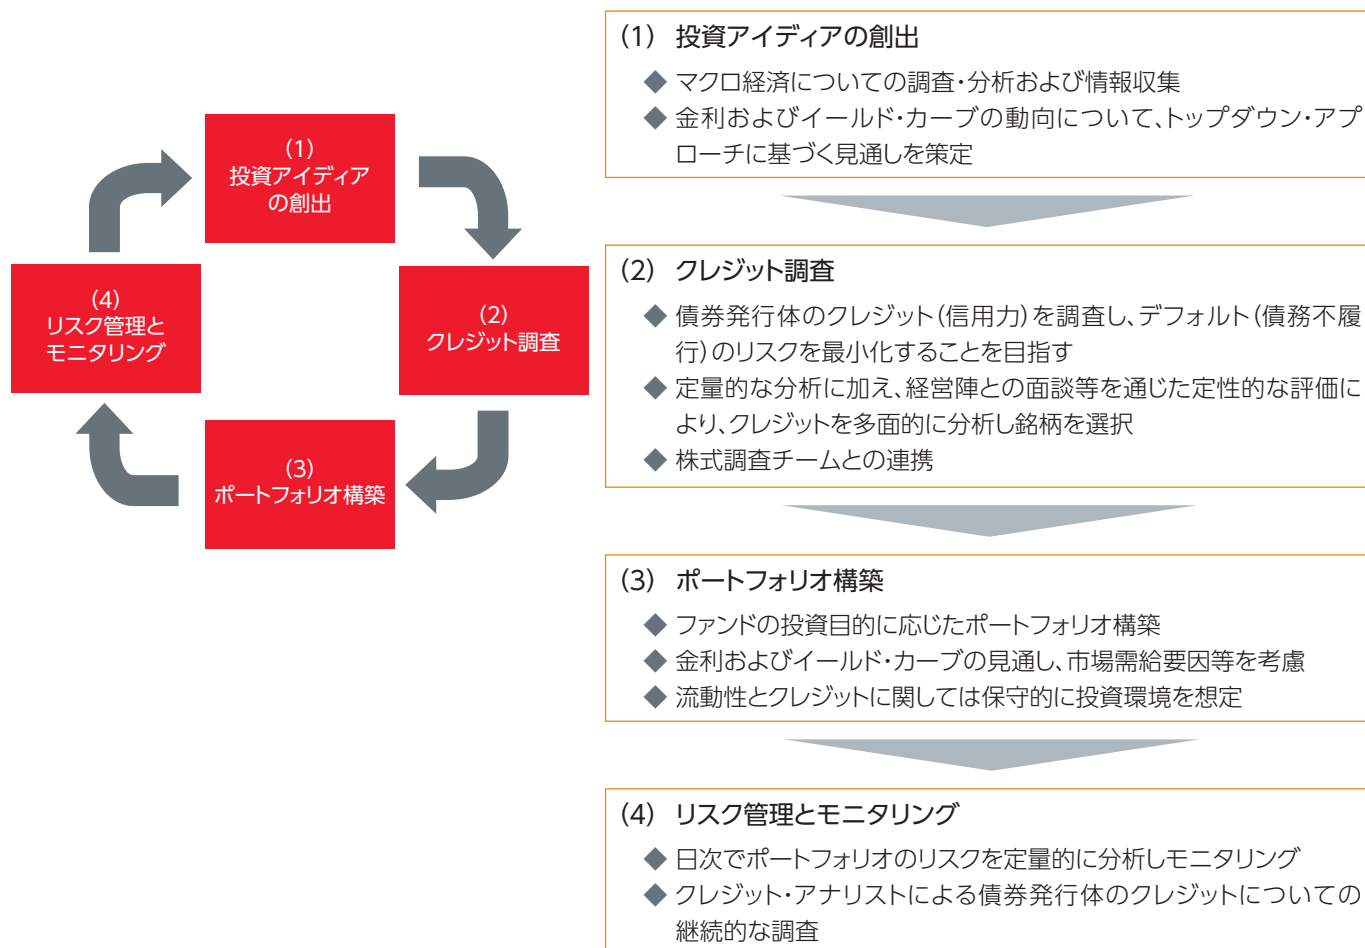 (1)
投資アイディア
の創出
(2)
クレジット調査
(3)
ポートフォリオ構築
(4)
リスク管理と
モニタリング
(1) 投資アイディアの創出
◆ マクロ経済についての調査・分析および情報収集
◆ 金利およびイールド・カーブの動向について、トップダウン・アプ
ローチに基づく見通しを策定
(2) クレジット調査
◆ 債券発行体のクレジット(信用力)を調査し、デフォルト(債務不履
行)のリスクを最小化することを目指す
◆ 定量的な分析に加え、経営陣との面談等を通じた定性的な評価に
より、クレジットを多面的に分析し銘柄を選択
◆ 株式調査チームとの連携
(3) ポートフォリオ構築
◆ ファンドの投資目的に応じたポートフォリオ構築
◆ 金利およびイールド・カーブの見通し、市場需給要因等を考慮
◆ 流動性とクレジットに関しては保守的に投資環境を想定
(4) リスク管理とモニタリング
◆ 日次でポートフォリオのリスクを定量的に分析しモニタリング
◆ クレジット・アナリストによる債券発行体のクレジットについての
継続的な調査